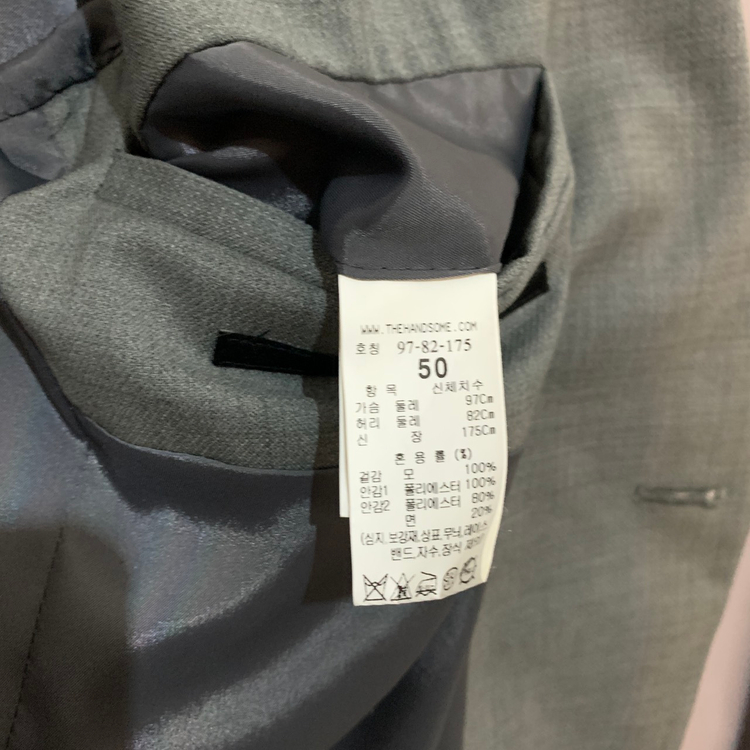 WWW.THEHANDSOME.COM
호칭 97-82-175
50
항 목 신체치수
가슴 둘레 97Cm
허리 둘레 82Cm
신 장 175Cm
혼 용 률 (%)
겉감 모 100%
안감1 폴리에스터 100%
안감2 폴리에스터 80%
면 20%
(심지,보강재,상표,무늬,레이스
밴드,자수,장식